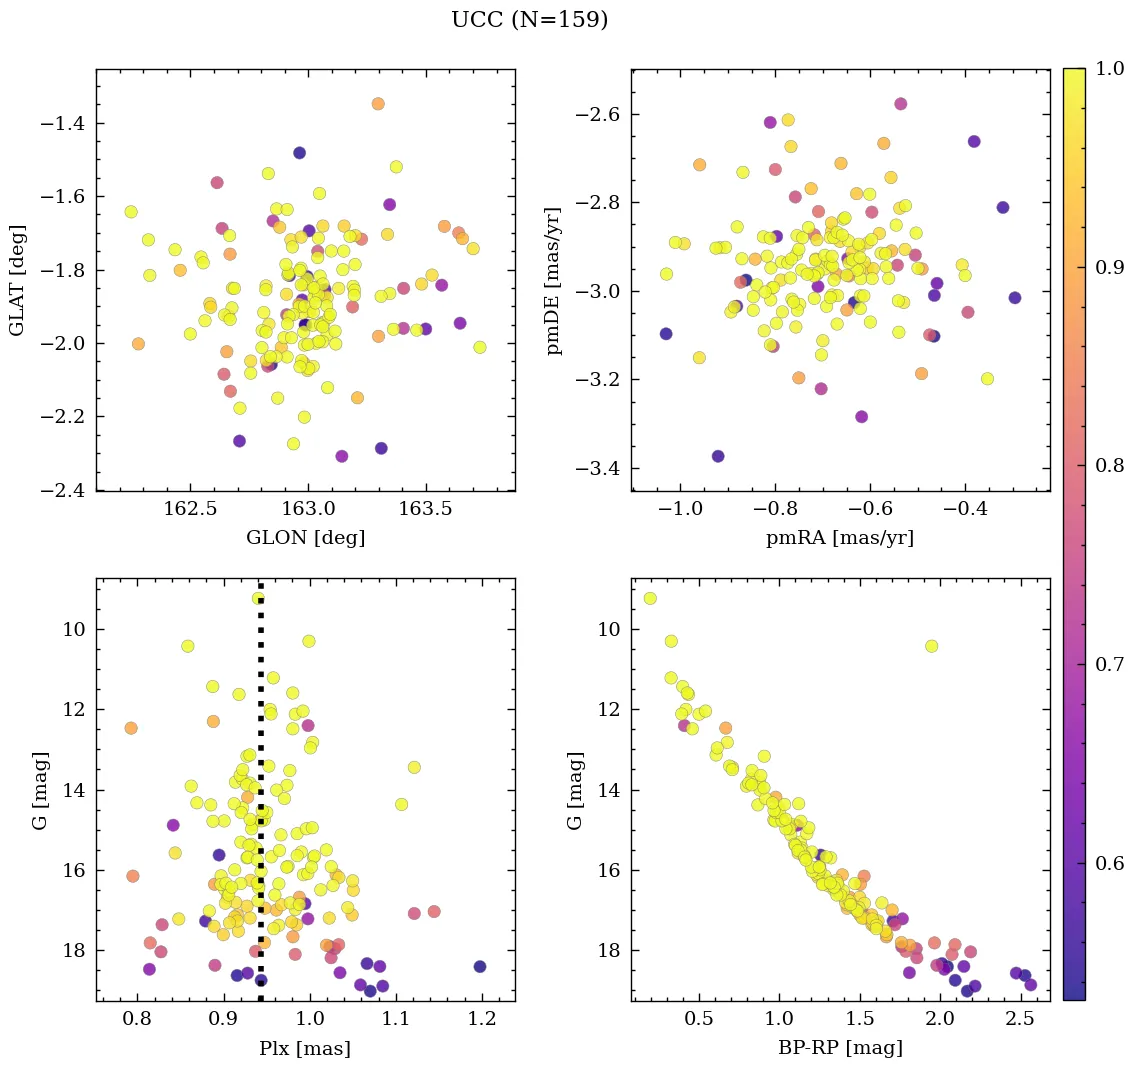 UCC (N=159)
−1.4
−1.6
−1.8
−2.0
−2.2
−2.4
GLAT [deg]
162.5 163.0 163.5
GLON [deg]
−2.6
−2.8
−3.0
−3.2
−3.4
pmDE [mas/yr]
−1.0 −0.8 −0.6 −0.4
pmRA [mas/yr]
10
12
14
16
18
G [mag]
0.8 0.9 1.0 1.1 1.2
Plx [mas]
10
12
14
16
18
G [mag]
0.5 1.0 1.5 2.0 2.5
BP-RP [mag]
1.0
0.9
0.8
0.7
0.6